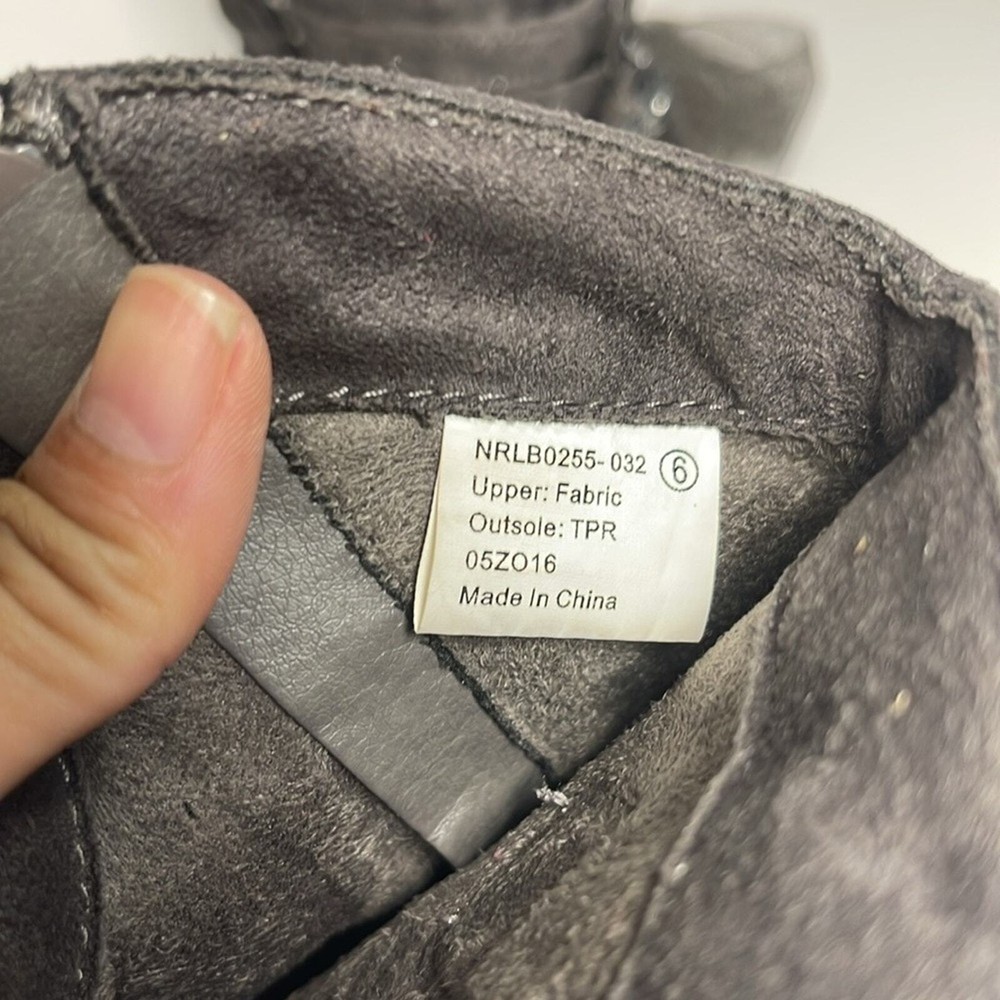 NRLB0255-032 6
Upper: Fabric
Outsole: TPR
05ZO16
Made In China